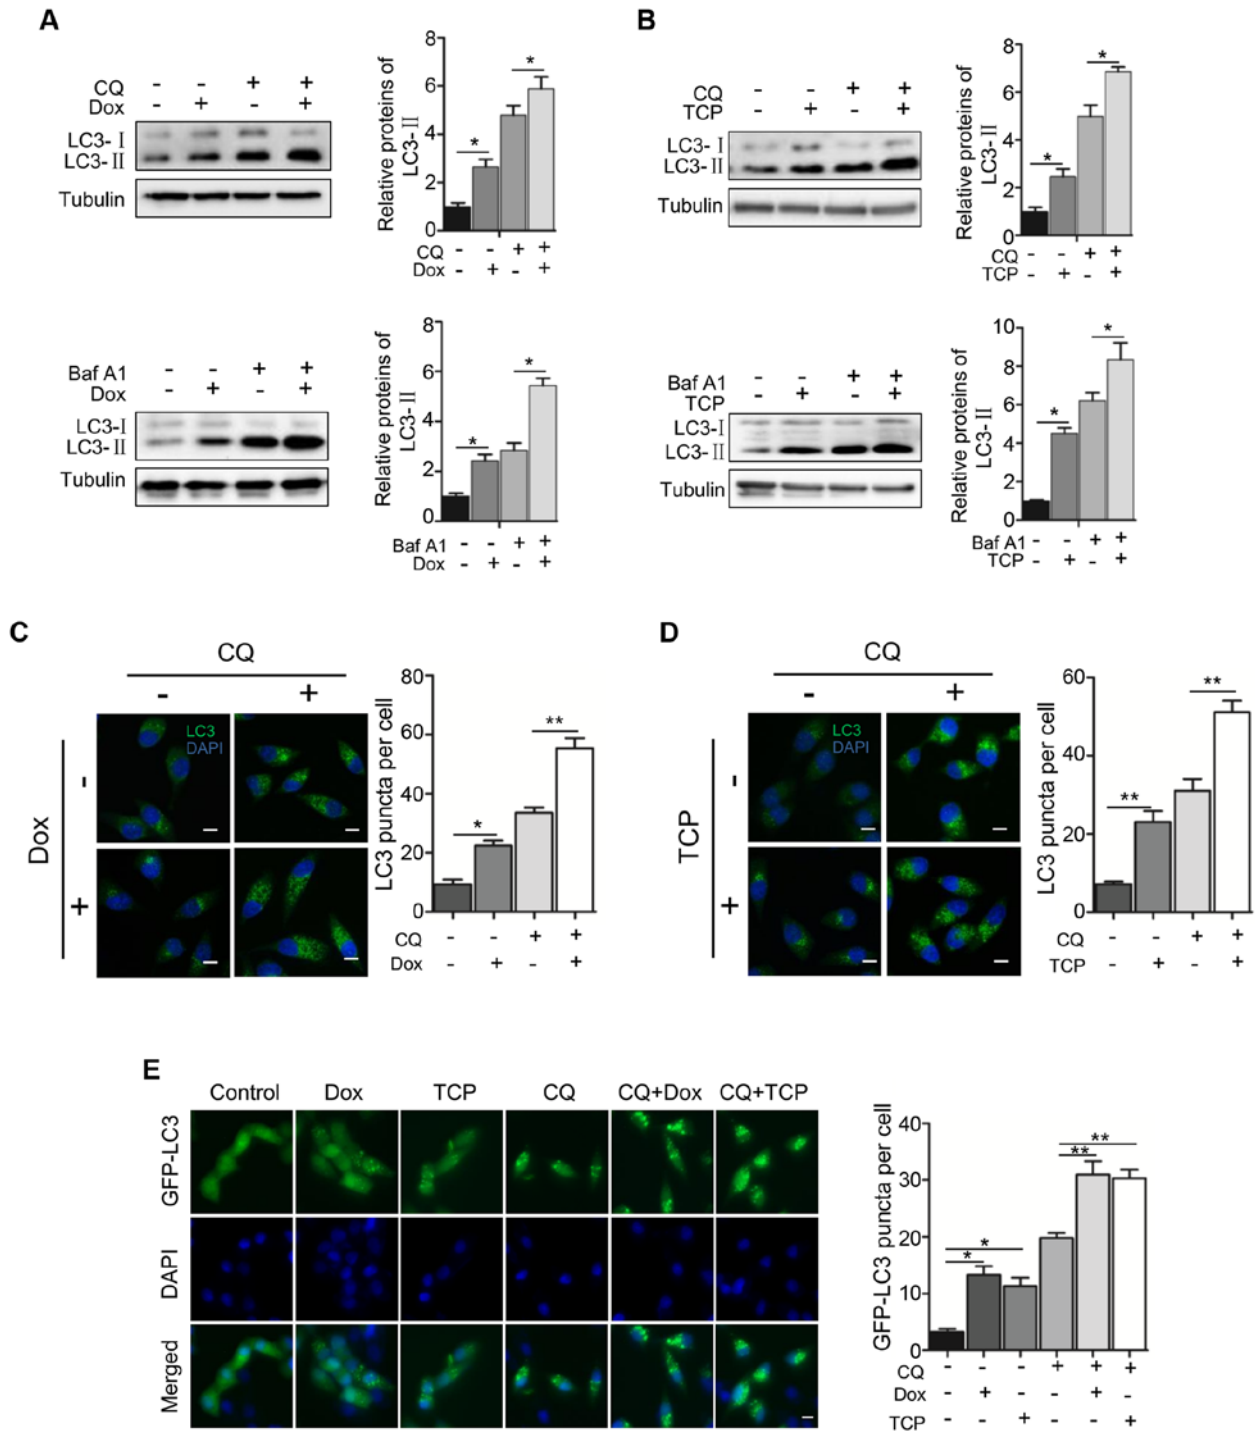 A
CQ - - + +
Dox - + - +
LC3-Ⅰ
LC3-Ⅱ
Tubulin
Relative proteins of
LC3-Ⅱ
8
6
4
2
0
*
*
CQ - - + +
Dox - + - +
Baf A1 - - + +
Dox - + - +
LC3-I
LC3-Ⅱ
Tubulin
Relative proteins of
LC3-Ⅱ
8
6
4
2
0
*
*
Baf A1 - - + +
Dox - + - +
B
CQ - - + +
TCP - + - +
LC3-Ⅰ
LC3-Ⅱ
Tubulin
Relative proteins of
LC3-Ⅱ
8
6
4
2
0
*
*
CQ - - + +
TCP - + - +
Baf A1 - - + +
TCP - + - +
LC3-I
LC3-Ⅱ
Tubulin
Relative proteins of
LC3-Ⅱ
10
8
6
4
2
0
*
*
Baf A1 - - + +
TCP - + - +
C
CQ
- +
Dox
-
+
LC3
DAPI
LC3 puncta per cell
80
60
40
20
0
*
**
CQ - - + +
Dox - + - +
D
CQ
- +
TCP
-
+
LC3
DAPI
LC3 puncta per cell
60
40
20
0
**
**
CQ - - + +
TCP - + - +
E
Control Dox TCP CQ CQ+Dox CQ+TCP
GFP-LC3
DAPI
Merged
GFP-LC3 puncta per cell
40
30
20
10
0
*
*
**
**
CQ - - - + + +
Dox - + - - + -
TCP - - + - - +